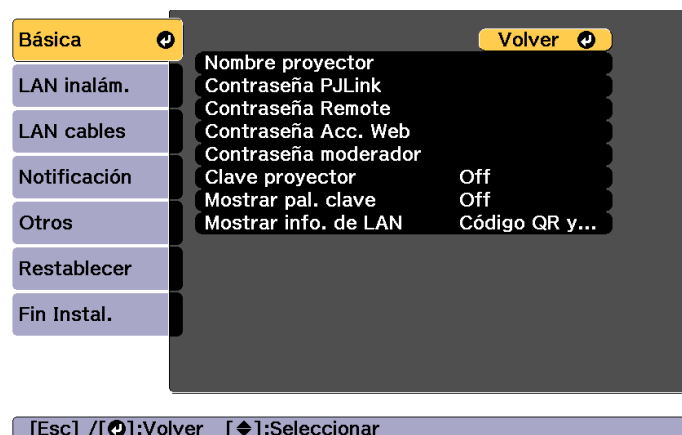 Básica
LAN inalám.
LAN cables
Notificación
Otros
Restablecer
Fin Instal.
Volver
Nombre proyector
Contraseña PJLink
Contraseña Remote
Contraseña Acc. Web
Contraseña moderador
Clave proyector Off
Mostrar pal. clave Off
Mostrar info. de LAN Código QR y...
[Esc] /[ ]:Volver [ ]:Seleccionar